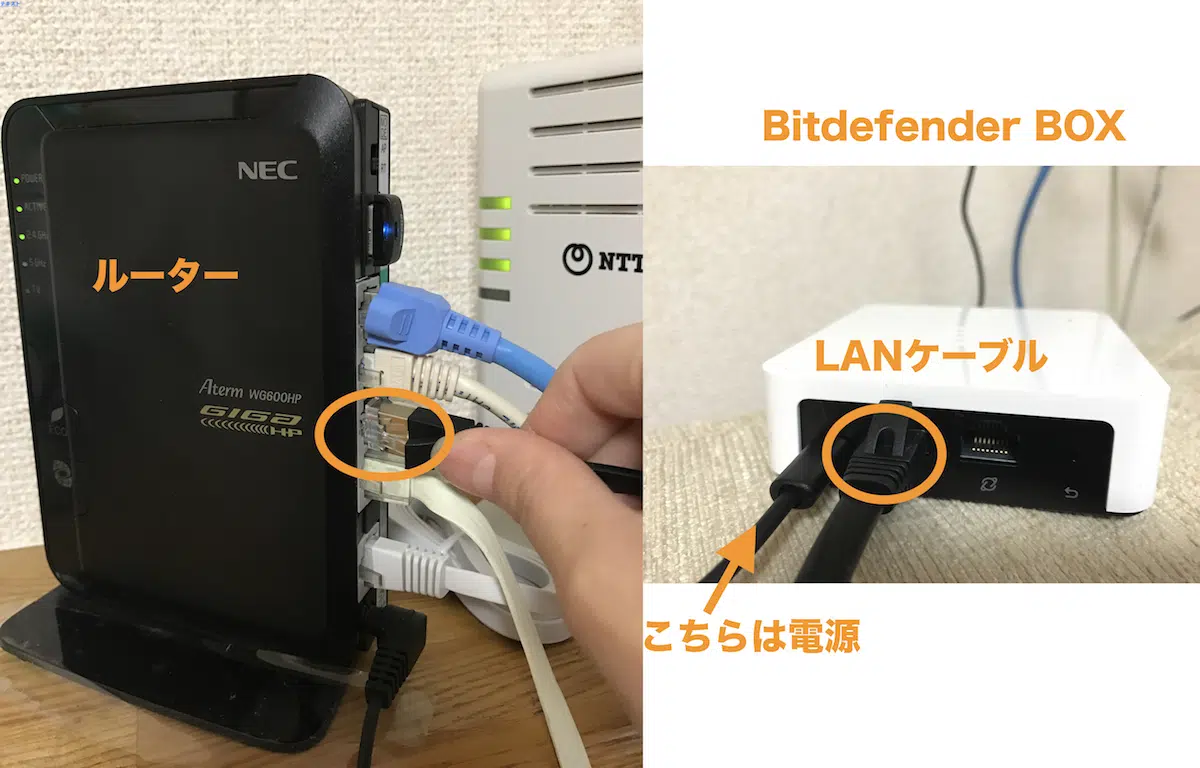 NEC
POWER
ACTIVE
2.4GHz
5GHz
ルーター
Aterm WG600HP
GIGA
HP
NTT
Bitdefender BOX
LANケーブル
こちらは電源